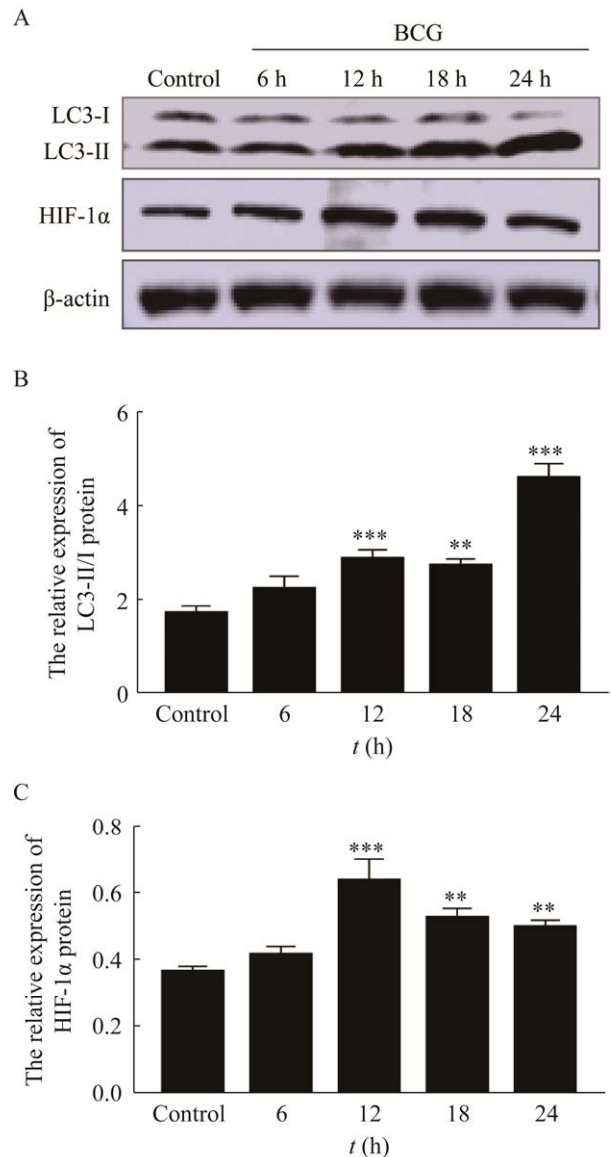 A
BCG
Control 6 h 12 h 18 h 24 h
LC3-I
LC3-II
HIF-1α
β-actin
B
The relative expression of
LC3-II/I protein
6
4
2
0
***
**
***
Control 6 12 18 24
t (h)
C
The relative expression of
HIF-1α protein
0.8
0.6
0.4
0.2
0.0
***
**
**
Control 6 12 18 24
t (h)